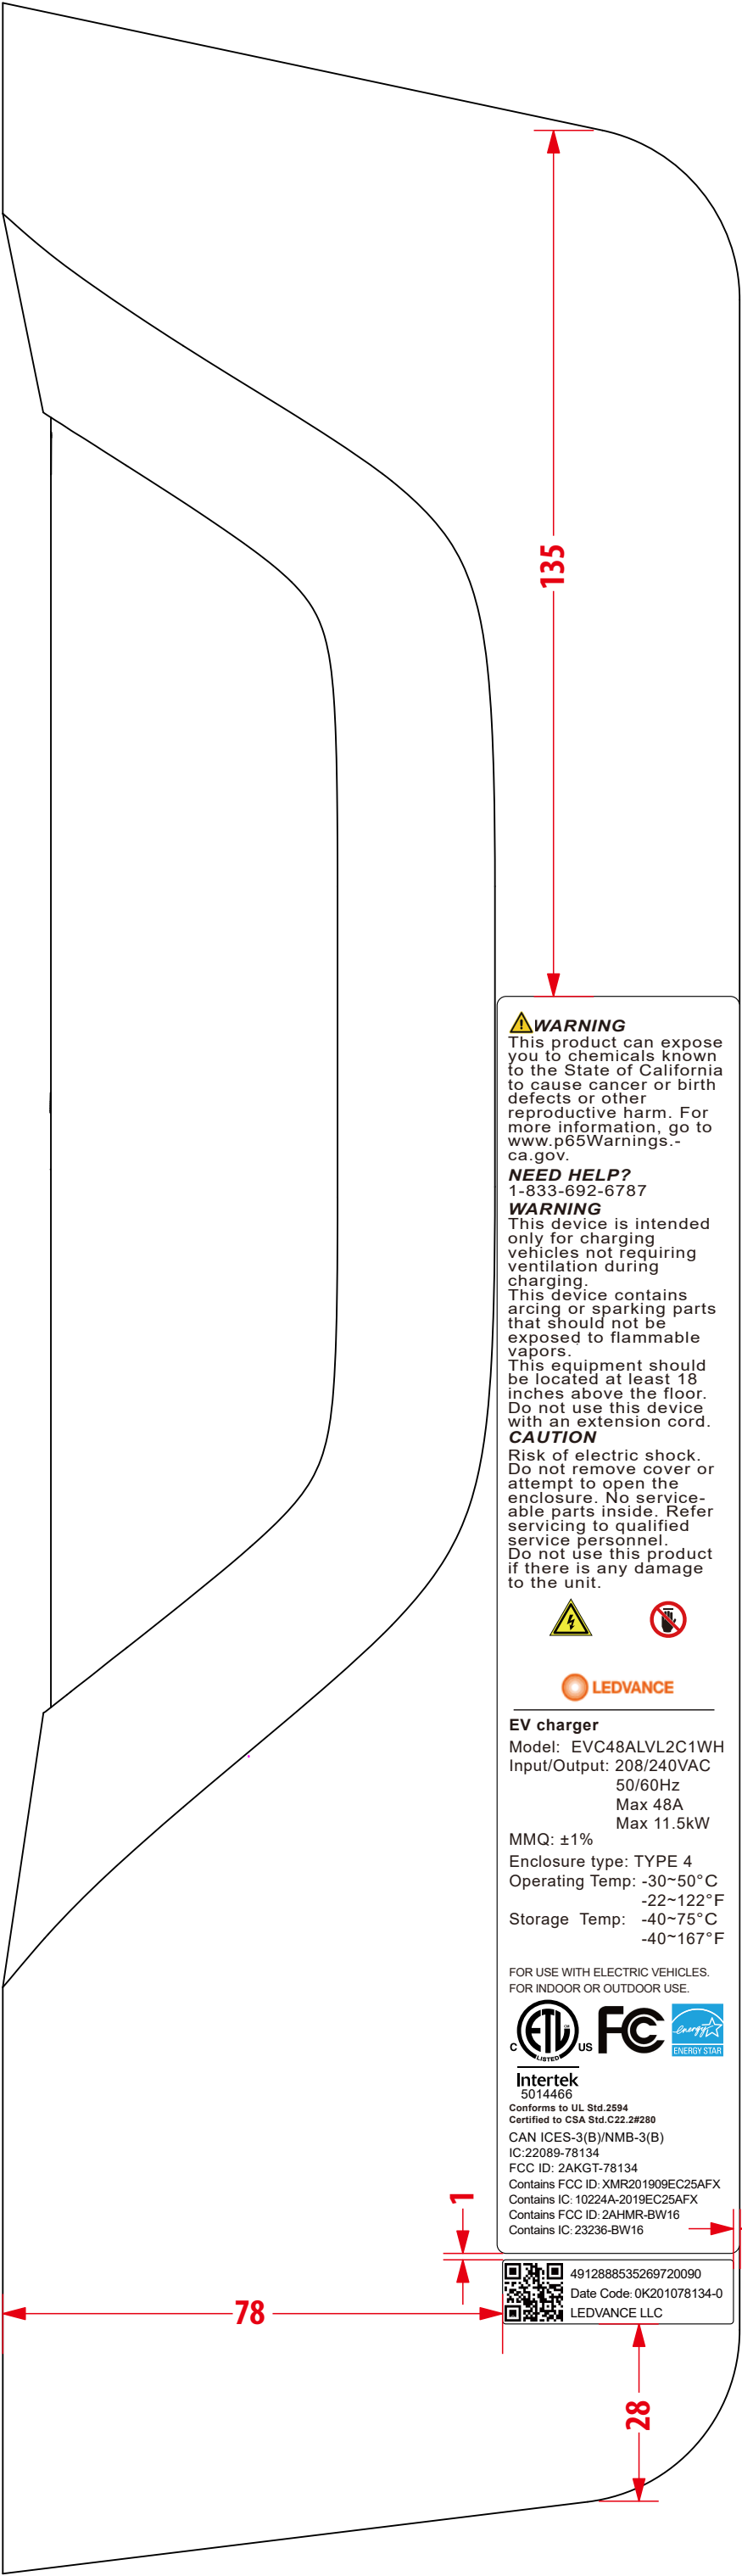 135
WARNING
This product can expose
you to chemicals known
to the State of California
to cause cancer or birth
defects or other
reproductive harm. For
more information, go to
www.p65Warnings.-
ca.gov.
NEED HELP?
1-833-692-6787
WARNING
This device is intended
only for charging
vehicles not requiring
ventilation during
charging.
This device contains
arcing or sparking parts
that should not be
exposed to flammable
vapors.
This equipment should
be located at least 18
inches above the floor.
Do not use this device
with an extension cord.
CAUTION
Risk of electric shock.
Do not remove cover or
attempt to open the
enclosure. No service-
able parts inside. Refer
servicing to qualified
service personnel.
Do not use this product
if there is any damage
to the unit.
LEDVANCE
EV charger
Model: EVC48ALVL2C1WH
Input/Output: 208/240VAC
50/60Hz
Max 48A
Max 11.5kW
MMQ: ±1%
Enclosure type: TYPE 4
Operating Temp: -30~50°C
-22~122°F
Storage Temp: -40~75°C
-40~167°F
FOR USE WITH ELECTRIC VEHICLES.
FOR INDOOR OR OUTDOOR USE.
C ETL US FC energy
LISTED ENERGY STAR
Intertek
5014466
Conforms to UL Std.2594
Certified to CSA Std.C22.2#280
CAN ICES-3(B)/NMB-3(B)
IC:22089-78134
FCC ID: 2AKGT-78134
Contains FCC ID: XMR201909EC25AFX
Contains IC: 10224A-2019EC25AFX
Contains FCC ID: 2AHMR-BW16
Contains IC: 23236-BW16
1
4912888535269720090
Date Code: 0K201078134-0
LEDVANCE LLC
78
28